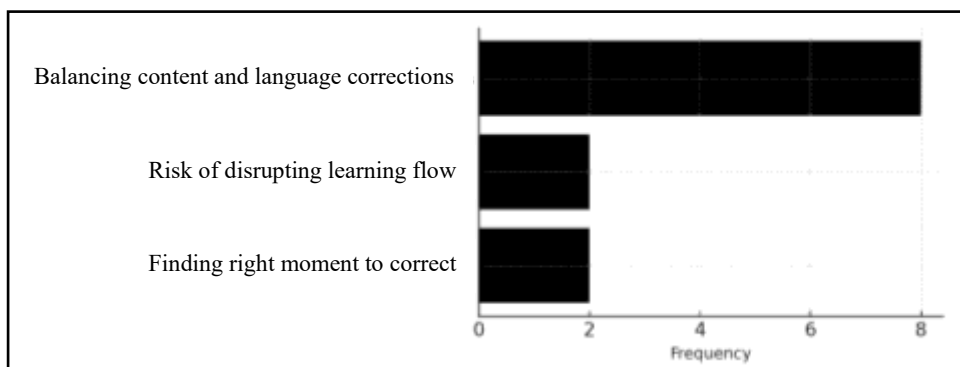 Balancing content and language corrections
Risk of disrupting learning flow
Finding right moment to correct
0 2 4 6 8
Frequency